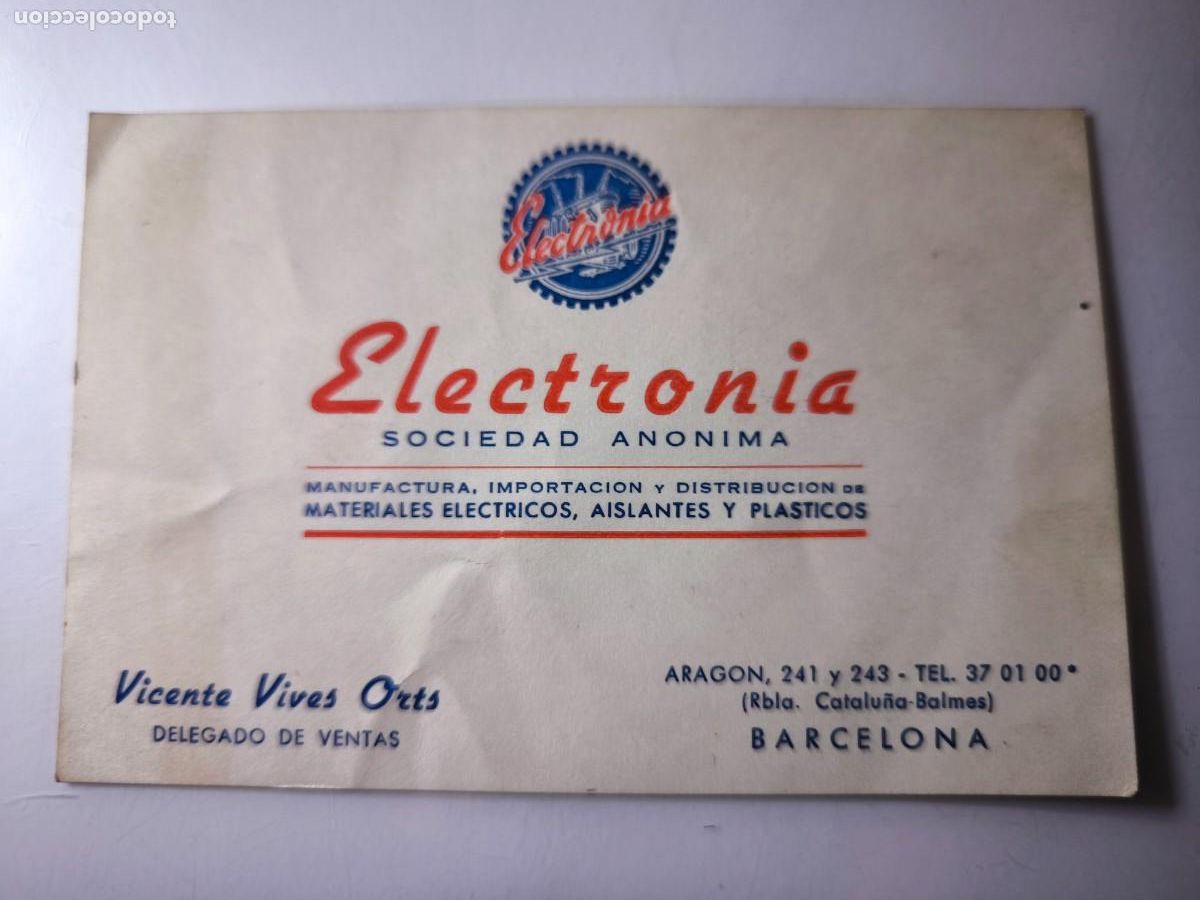 todocoleccion
Electronia
Electronia
SOCIEDAD ANONIMA
MANUFACTURA, IMPORTACION Y DISTRIBUCION DE
MATERIALES ELECTRICOS, AISLANTES Y PLASTICOS
Vicente Vives Orts
DELEGADO DE VENTAS
ARAGON, 241 y 243 - TEL. 37 01 00*
(Rbla. Cataluña-Balmes)
BARCELONA